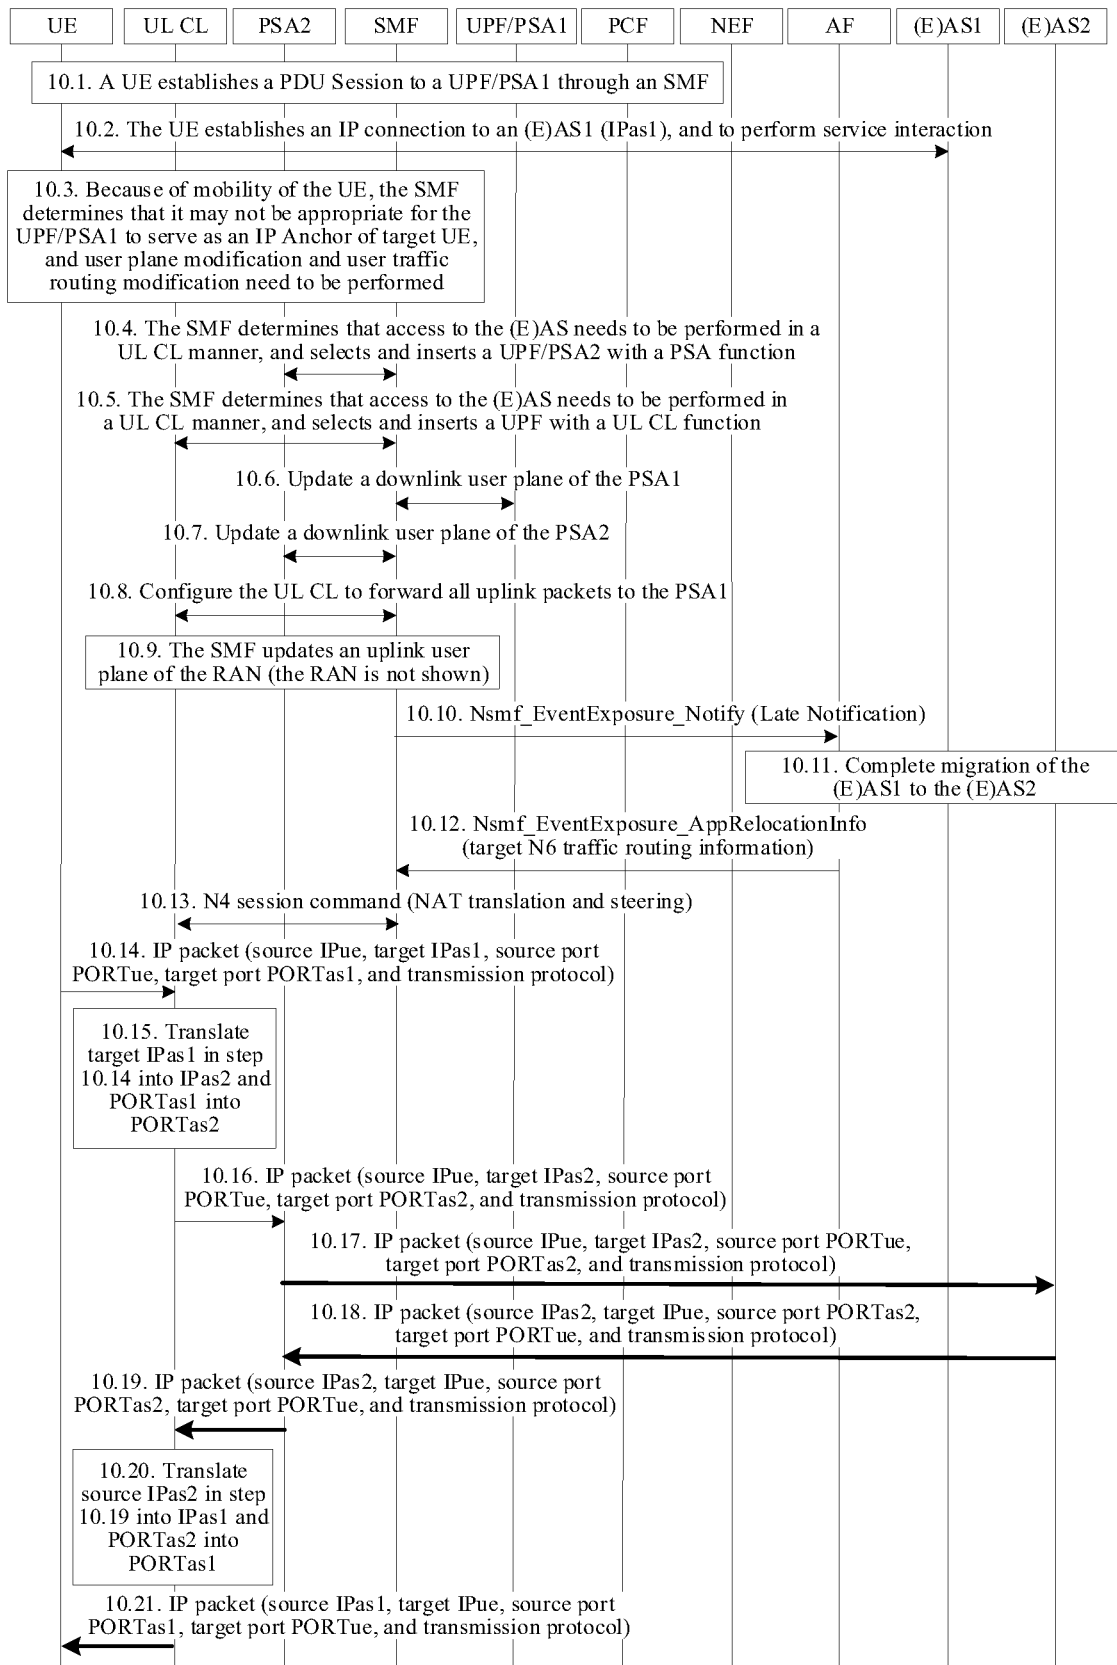 UE UL CL PSA2 SMF UPF/PSA1 PCF NEF AF (E)AS1 (E)AS2
10.1. A UE establishes a PDU Session to a UPF/PSA1 through an SMF
10.2. The UE establishes an IP connection to an (E)AS1 (IPas1), and to perform service interaction
10.3. Because of mobility of the UE, the SMF
determines that it may not be appropriate for the
UPF/PSA1 to serve as an IP Anchor of target UE,
and user plane modification and user traffic
routing modification need to be performed
10.4. The SMF determines that access to the (E)AS needs to be performed in a
UL CL manner, and selects and inserts a UPF/PSA2 with a PSA function
10.5. The SMF determines that access to the (E)AS needs to be performed in
a UL CL manner, and selects and inserts a UPF with a UL CL function
10.6. Update a downlink user plane of the PSA1
10.7. Update a downlink user plane of the PSA2
10.8. Configure the UL CL to forward all uplink packets to the PSA1
10.9. The SMF updates an uplink user
plane of the RAN (the RAN is not shown)
10.10. Nsmf_EventExposure_Notify (Late Notification)
10.11. Complete migration of the
(E)AS1 to the (E)AS2
10.12. Nsmf_EventExposure_AppRelocationInfo
(target N6 traffic routing information)
10.13. N4 session command (NAT translation and steering)
10.14. IP packet (source IPue, target IPas1, source port
PORTue, target port PORTas1, and transmission protocol)
10.15. Translate
target IPas1 in step
10.14 into IPas2 and
PORTas1 into
PORTas2
10.16. IP packet (source IPue, target IPas2, source port
PORTue, target port PORTas2, and transmission protocol)
10.17. IP packet (source IPue, target IPas2, source port PORTue,
target port PORTas2, and transmission protocol)
10.18. IP packet (source IPas2, target IPue, source port PORTas2,
target port PORTue, and transmission protocol)
10.19. IP packet (source IPas2, target IPue, source port
PORTas2, target port PORTue, and transmission protocol)
10.20. Translate
source IPas2 in step
10.19 into IPas1 and
PORTas2 into
PORTas1
10.21. IP packet (source IPas1, target IPue, source port
PORTas1, target port PORTue, and transmission protocol)